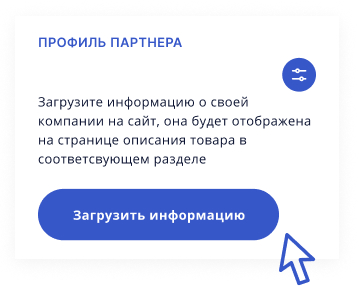 ПРОФИЛЬ ПАРТНЕРА
Загрузите информацию о своей
компании на сайт, она будет отображена
на странице описания товара в
соответсвующем разделе
Загрузить информацию